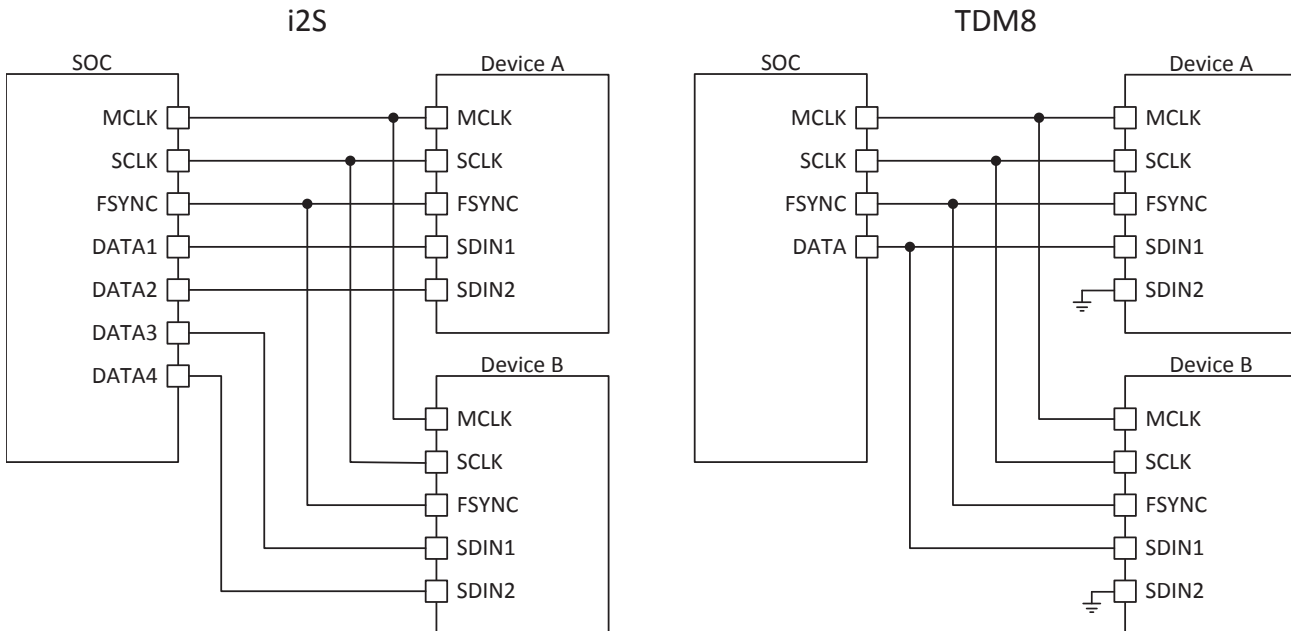 i2S
SOC
MCLK
SCLK
FSYNC
DATA1
DATA2
DATA3
DATA4
Device A
MCLK
SCLK
FSYNC
SDIN1
SDIN2
Device B
MCLK
SCLK
FSYNC
SDIN1
SDIN2
TDM8
SOC
MCLK
SCLK
FSYNC
DATA
Device A
MCLK
SCLK
FSYNC
SDIN1
SDIN2
Device B
MCLK
SCLK
FSYNC
SDIN1
SDIN2